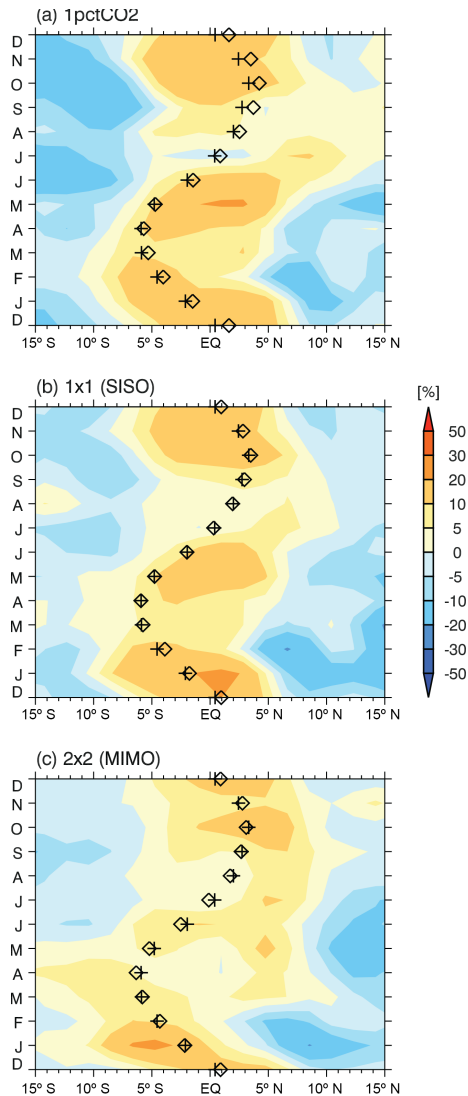 (a) 1pctCO2
D
N
O
S
A
J
J
M
A
M
F
J
D
15° S 10° S 5° S EQ 5° N 10° N 15° N
(b) 1x1 (SISO)
[%]
D
N
O
S
A
J
J
M
A
M
F
J
D
50
30
20
10
5
0
-5
-10
-20
-30
-50
15° S 10° S 5° S EQ 5° N 10° N 15° N
(c) 2x2 (MIMO)
D
N
O
S
A
J
J
M
A
M
F
J
D
15° S 10° S 5° S EQ 5° N 10° N 15° N